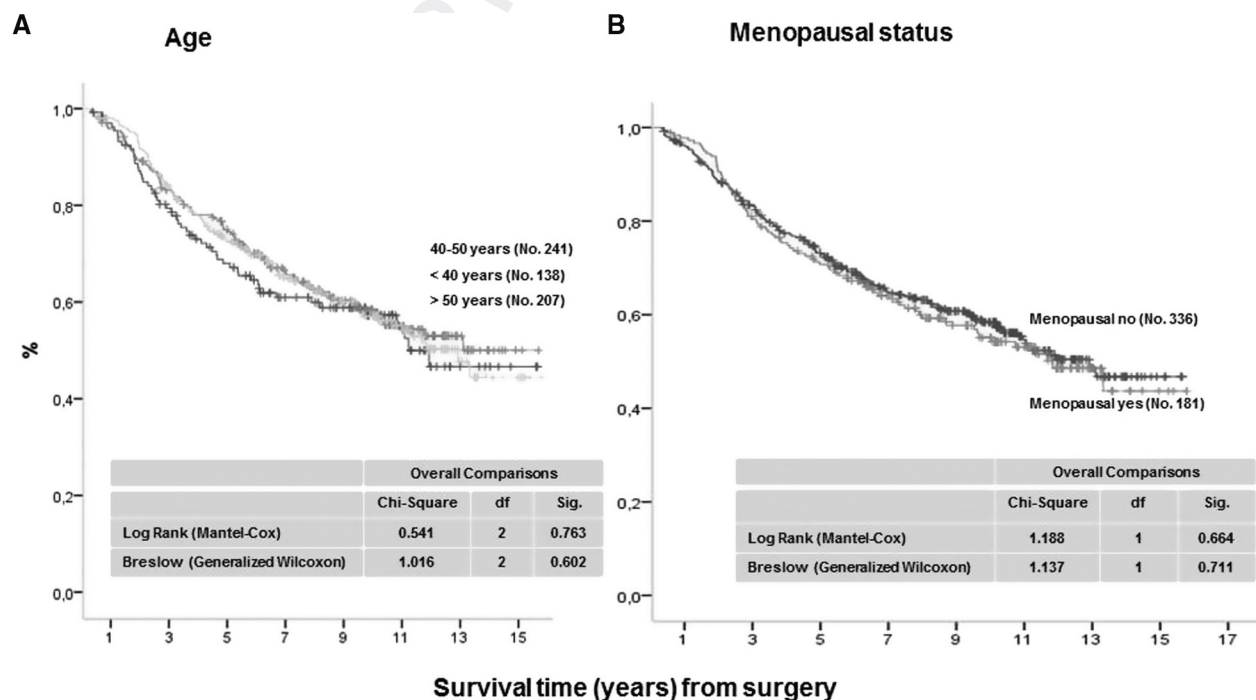 A
Age
1,0
0,8
0,6
0,4
0,2
0,0
%
40-50 years (No. 241)
< 40 years (No. 138)
> 50 years (No. 207)
Overall Comparisons
Chi-Square df Sig.
Log Rank (Mantel-Cox) 0.541 2 0.763
Breslow (Generalized Wilcoxon) 1.016 2 0.602
1 3 5 7 9 11 13 15
B
Menopausal status
1,0
0,8
0,6
0,4
0,2
0,0
Menopausal no (No. 336)
Menopausal yes (No. 181)
Overall Comparisons
Chi-Square df Sig.
Log Rank (Mantel-Cox) 1.188 1 0.664
Breslow (Generalized Wilcoxon) 1.137 1 0.711
1 3 5 7 9 11 13 15 17
Survival time (years) from surgery